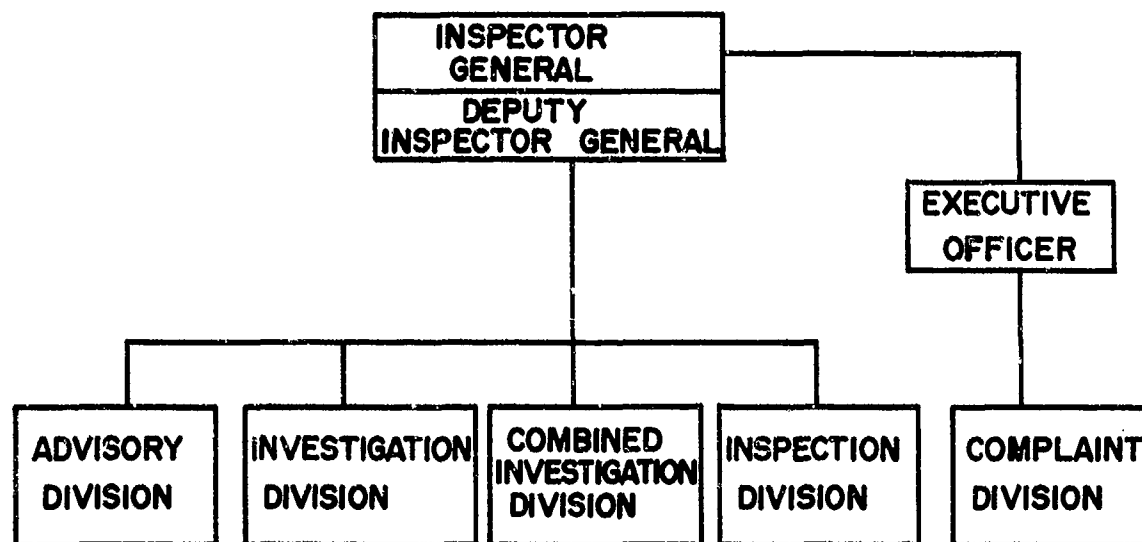 INSPECTOR
GENERAL
DEPUTY
INSPECTOR GENERAL
EXECUTIVE
OFFICER
ADVISORY
DIVISION
INVESTIGATION
DIVISION
COMBINED
INVESTIGATION
DIVISION
INSPECTION
DIVISION
COMPLAINT
DIVISION